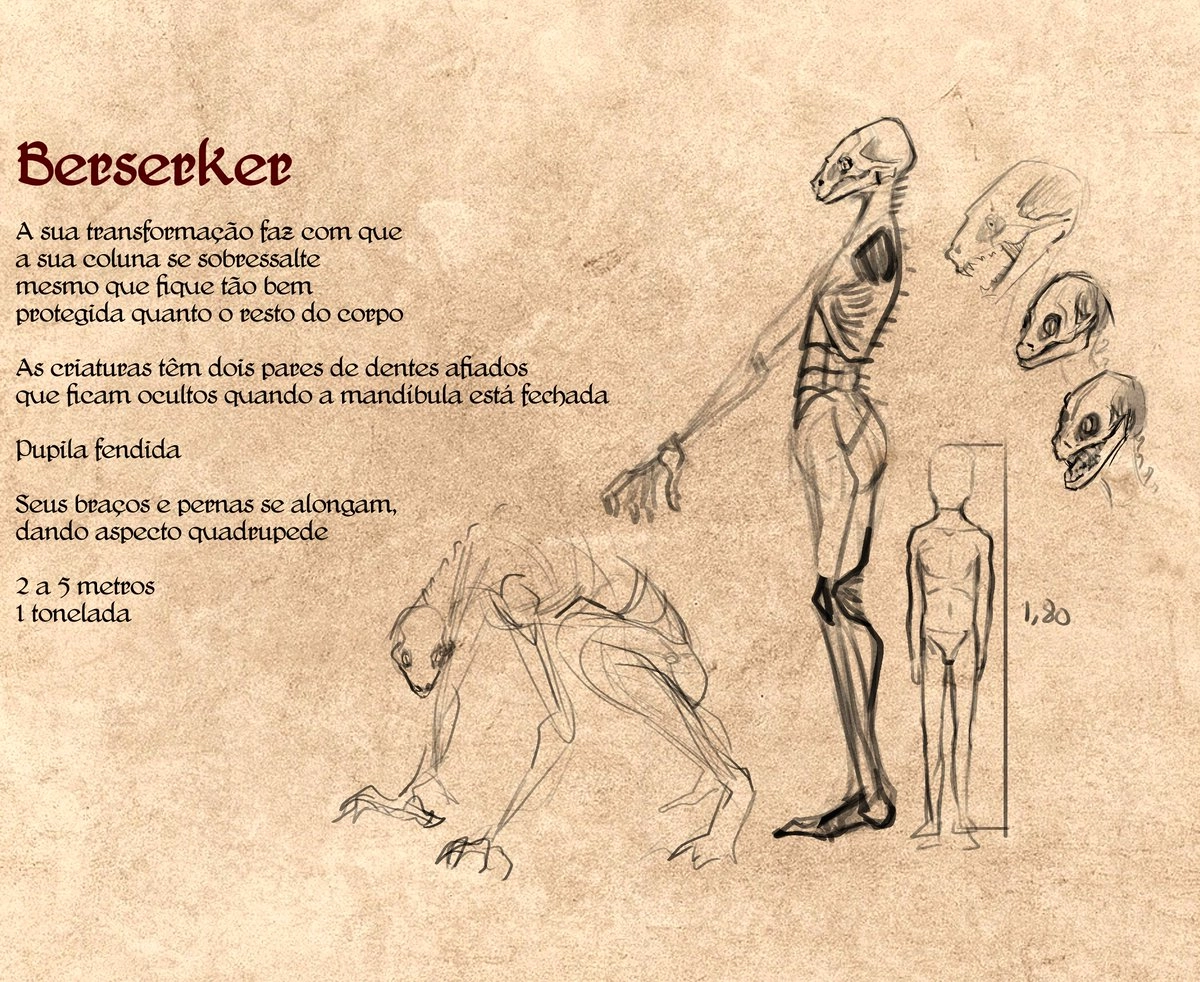 Berserker
A sua transformação faz com que
a sua coluna se sobressalte
mesmo que fique tão bem
protegida quanto o resto do corpo
As criaturas têm dois pares de dentes afiados
que ficam ocultos quando a mandíbula está fechada
Pupila fendida
Seus braços e pernas se alongam,
dando aspecto quadrupede
2 a 5 metros
1 tonelada
1,80